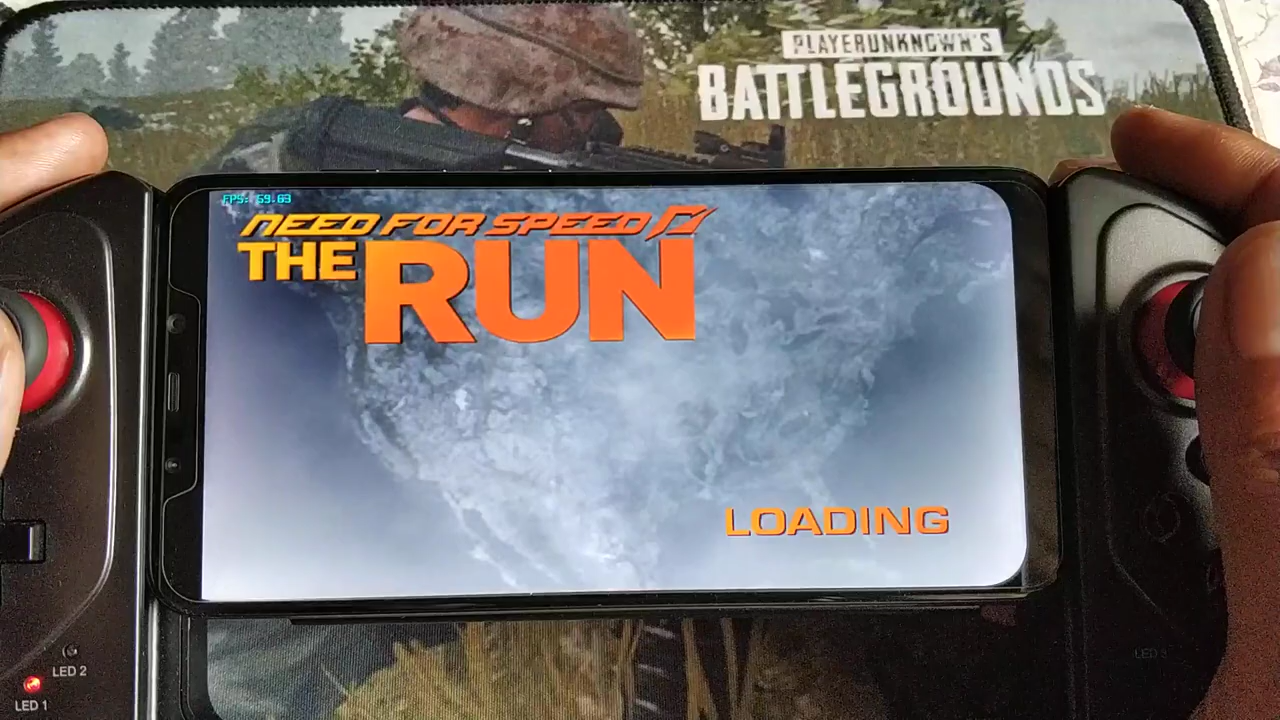 PLAYERUNKNOWN'S
BATTLEGROUNDS
FPS: 59.63
NEED FOR SPEED
THE RUN
LOADING
LED 2
LED 1